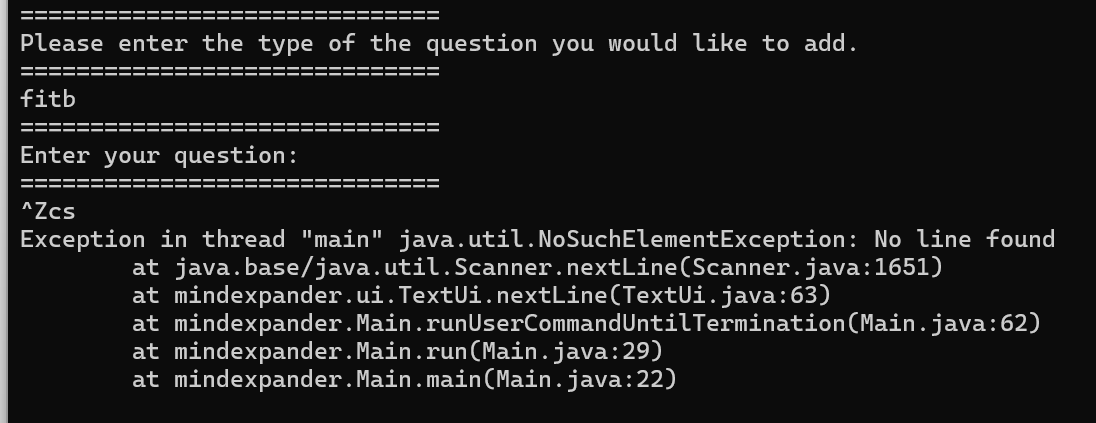 ==============================
Please enter the type of the question you would like to add.
==============================
fitb
==============================
Enter your question:
==============================
^Zcs
Exception in thread "main" java.util.NoSuchElementException: No line found
        at java.base/java.util.Scanner.nextLine(Scanner.java:1651)
        at mindexpander.ui.TextUi.nextLine(TextUi.java:63)
        at mindexpander.Main.runUserCommandUntilTermination(Main.java:62)
        at mindexpander.Main.run(Main.java:29)
        at mindexpander.Main.main(Main.java:22)